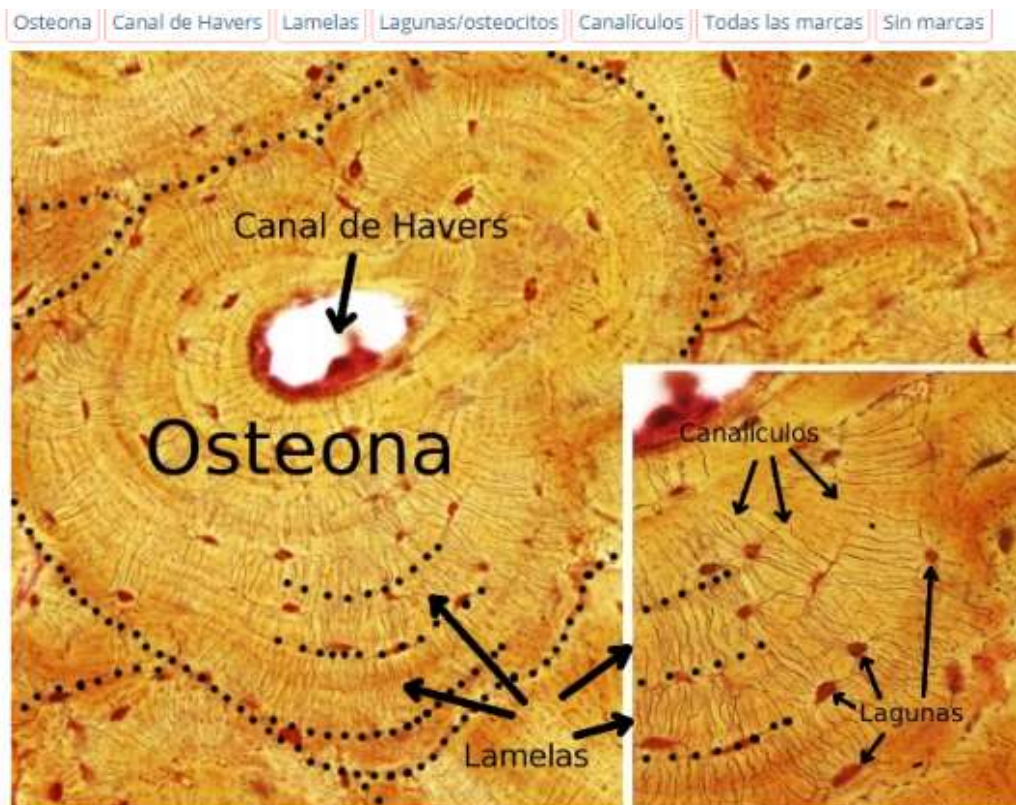 Osteona Canal de Havers Lamelas Lagunas/osteocitos Canalículos Todas las marcas Sin marcas
Canal de Havers
Osteona
Canalículos
Lagunas
Lamelas